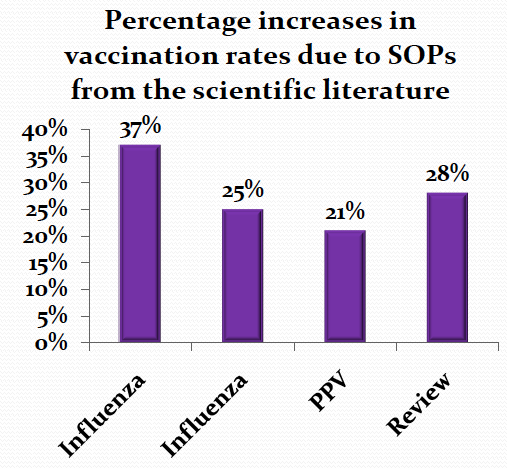 Percentage increases in
vaccination rates due to SOPs
from the scientific literature
40%
35%
30%
25%
20%
15%
10%
5%
0%
37%
25%
21%
28%
Influenza
Influenza
PPV
Review